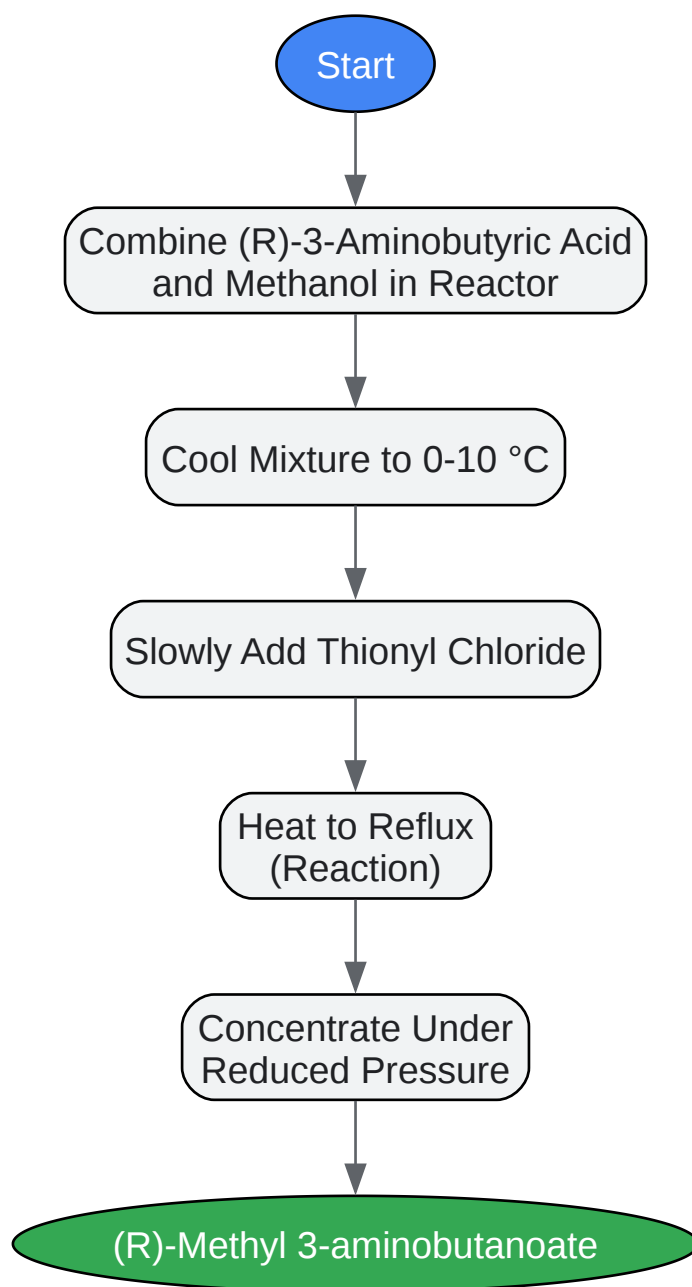 Start
Combine (R)-3-Aminobutyric Acid
and Methanol in Reactor
Cool Mixture to 0-10 °C
Slowly Add Thionyl Chloride
Heat to Reflux
(Reaction)
Concentrate Under
Reduced Pressure
(R)-Methyl 3-aminobutanoate